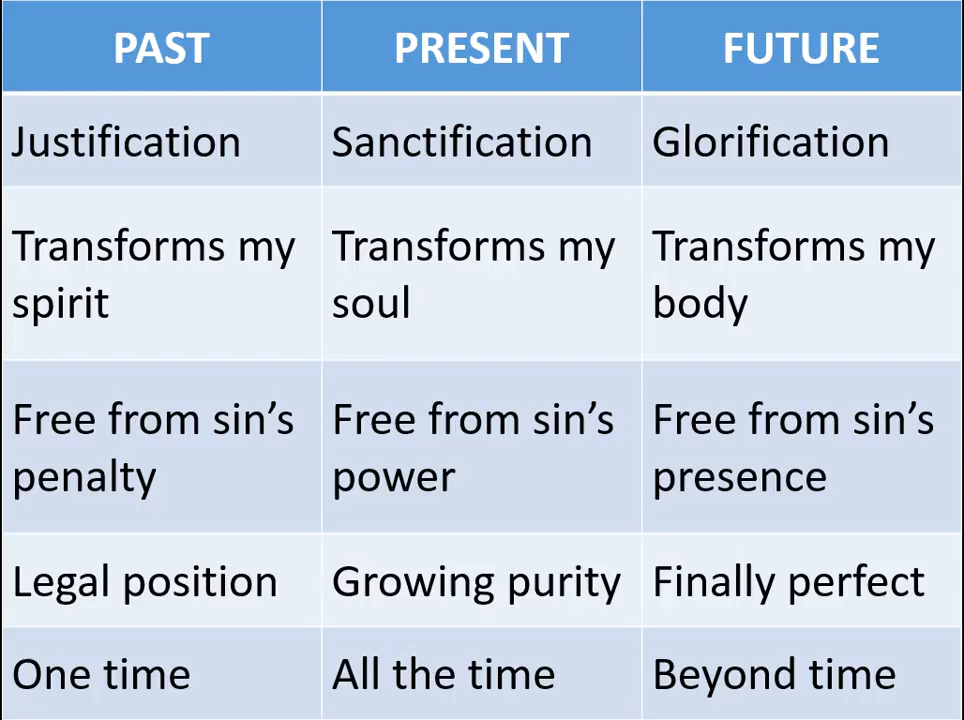 PAST PRESENT FUTURE
Justification Sanctification Glorification
Transforms my Transforms my Transforms my
spirit soul body
Free from sin’s Free from sin’s Free from sin’s
penalty power presence
Legal position Growing purity Finally perfect
One time All the time Beyond time